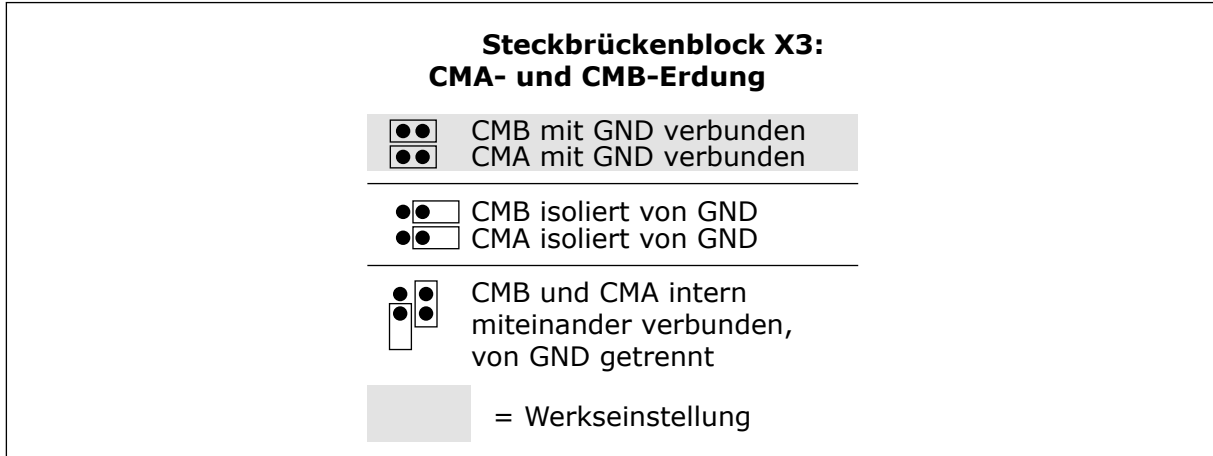 Steckbrückenblock X3:
CMA- und CMB-Erdung
CMB mit GND verbunden
CMA mit GND verbunden
CMB isoliert von GND
CMA isoliert von GND
CMB und CMA intern
miteinander verbunden,
von GND getrennt
= Werkseinstellung